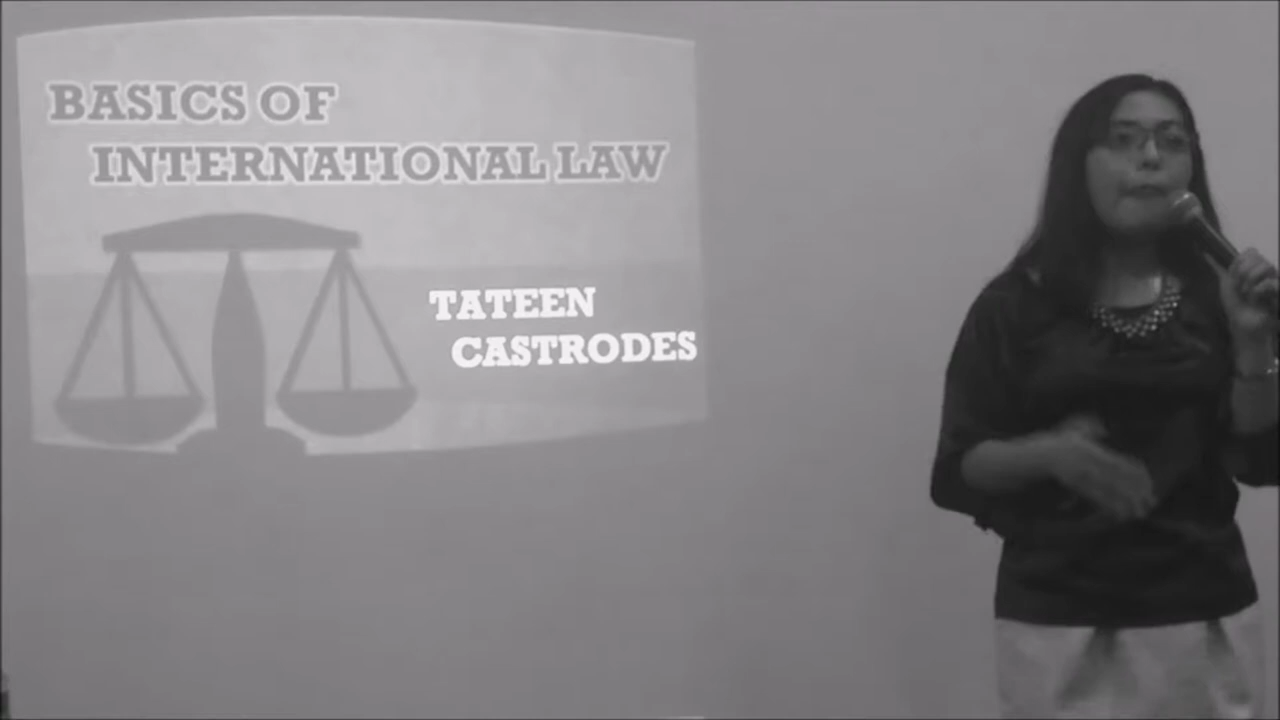 BASICS OF
INTERNATIONAL LAW
TATEEN
CASTRODES